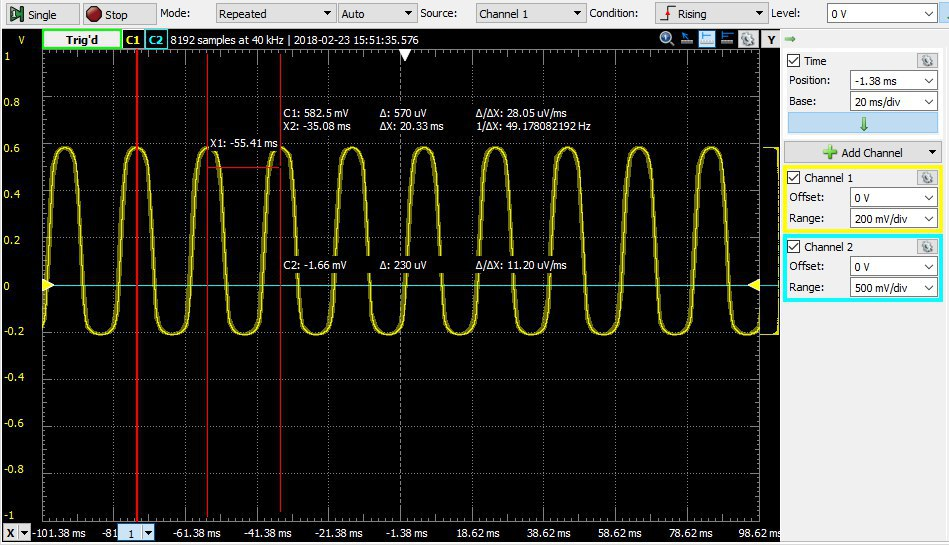 Single Stop Mode: Repeated Auto Source: Channel 1 Condition: Rising Level: 0 V
V Trig'd C1 C2 8192 samples at 40 kHz | 2018-02-23 15:51:35.576 Y
1
0.8
0.6
0.4
0.2
0
-0.2
-0.4
-0.6
-0.8
-1
C1: 582.5 mV Δ: 570 uV Δ/ΔX: 28.05 uV/ms
X2: -35.08 ms ΔX: 20.33 ms 1/ΔX: 49.178082192 Hz
X1: -55.41 ms
C2: -1.66 mV Δ: 230 uV Δ/ΔX: 11.20 uV/ms
X -101.38 ms -81 1 -61.38 ms -41.38 ms -21.38 ms -1.38 ms 18.62 ms 38.62 ms 58.62 ms 78.62 ms 98.62 ms
Time
Position: -1.38 ms
Base: 20 ms/div
Add Channel
Channel 1
Offset: 0 V
Range: 200 mV/div
Channel 2
Offset: 0 V
Range: 500 mV/div